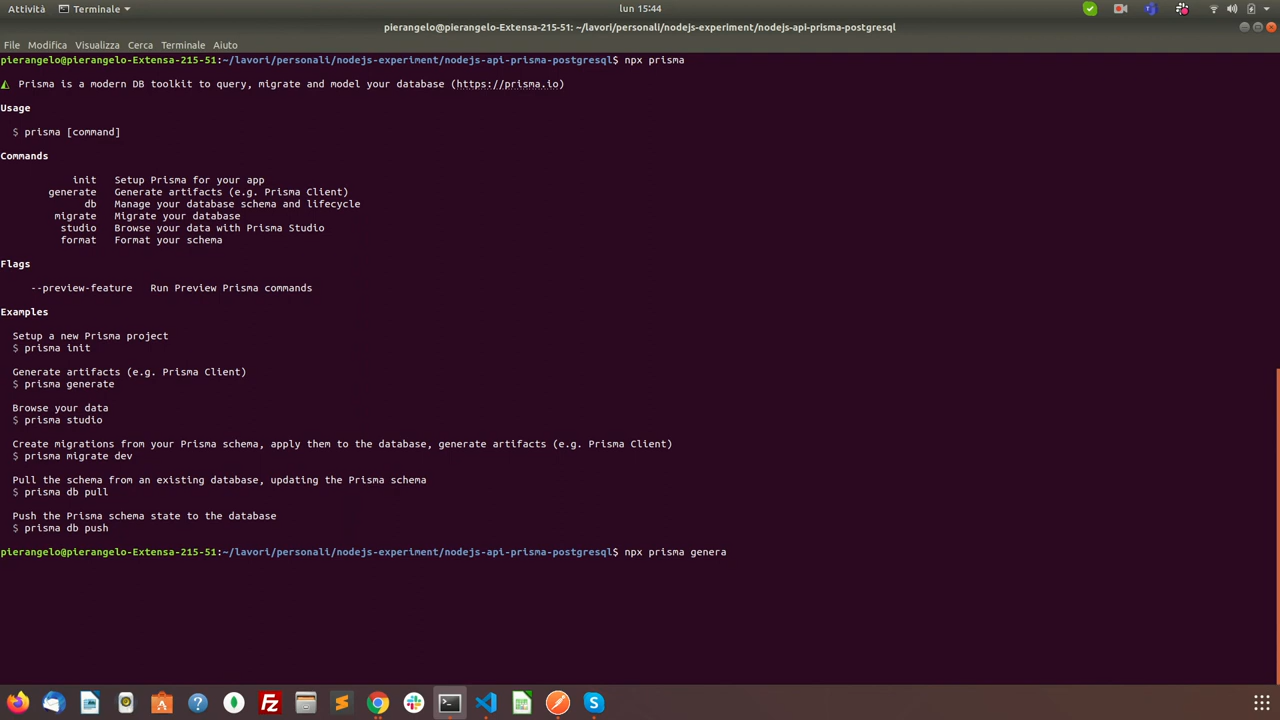 Attività Terminale lun 15:44
pierangelo@pierangelo-Extensa-215-51: ~/lavori/personali/nodejs-experiment/nodejs-api-prisma-postgresql
File Modifica Visualizza Cerca Terminale Aiuto
pierangelo@pierangelo-Extensa-215-51:~/lavori/personali/nodejs-experiment/nodejs-api-prisma-postgresql$ npx prisma
Prisma is a modern DB toolkit to query, migrate and model your database (https://prisma.io)
Usage
$ prisma [command]
Commands
init Setup Prisma for your app
generate Generate artifacts (e.g. Prisma Client)
db Manage your database schema and lifecycle
migrate Migrate your database
studio Browse your data with Prisma Studio
format Format your schema
Flags
--preview-feature Run Preview Prisma commands
Examples
Setup a new Prisma project
$ prisma init
Generate artifacts (e.g. Prisma Client)
$ prisma generate
Browse your data
$ prisma studio
Create migrations from your Prisma schema, apply them to the database, generate artifacts (e.g. Prisma Client)
$ prisma migrate dev
Pull the schema from an existing database, updating the Prisma schema
$ prisma db pull
Push the Prisma schema state to the database
$ prisma db push
pierangelo@pierangelo-Extensa-215-51:~/lavori/personali/nodejs-experiment/nodejs-api-prisma-postgresql$ npx prisma genera